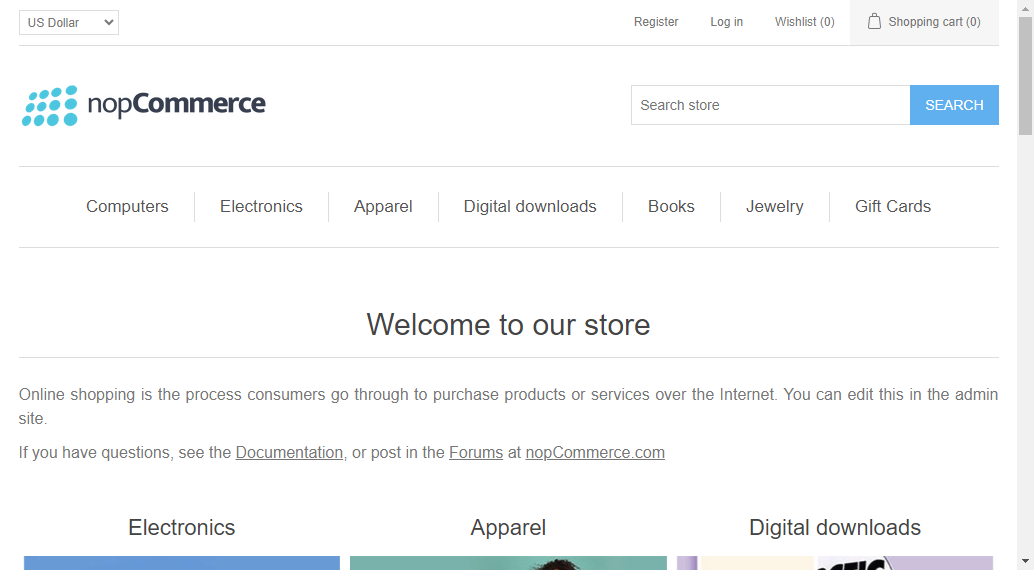 US Dollar
Register
Log in
Wishlist (0)
Shopping cart (0)
nopCommerce
Search store
SEARCH
Computers
Electronics
Apparel
Digital downloads
Books
Jewelry
Gift Cards
Welcome to our store
Online shopping is the process consumers go through to purchase products or services over the Internet. You can edit this in the admin
site.
If you have questions, see the Documentation, or post in the Forums at nopCommerce.com
Electronics
Apparel
Digital downloads